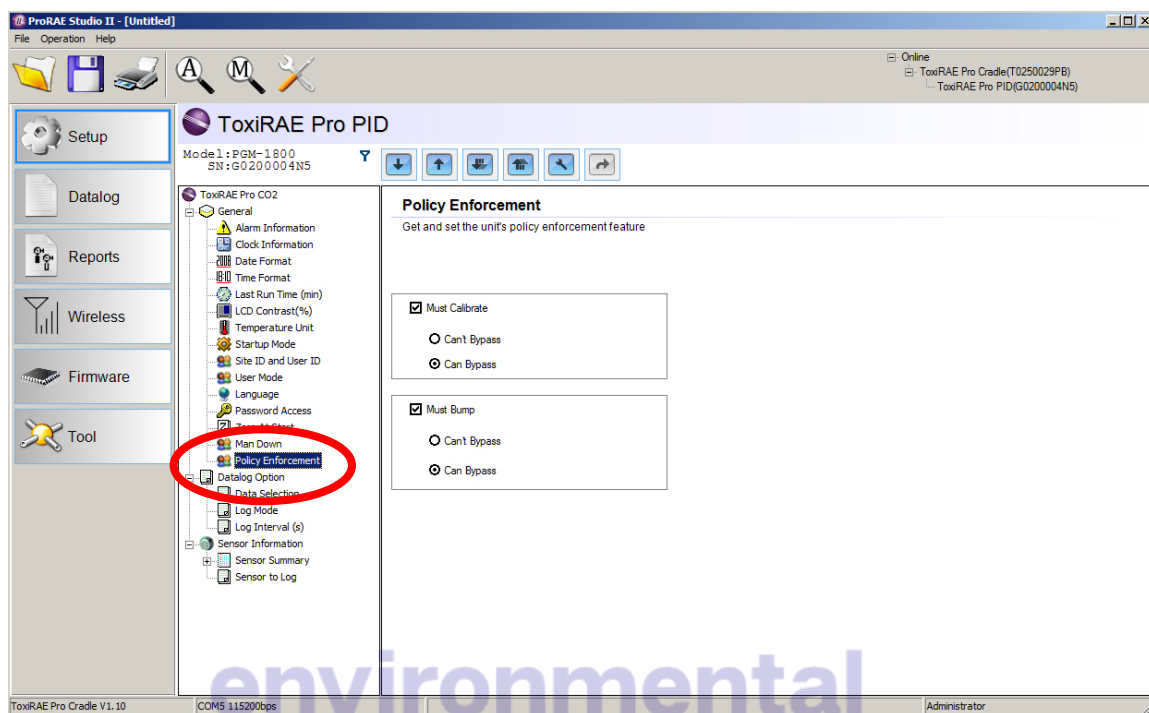 ProRAE Studio II - [Untitled]
File Operation Help
Online
ToxiRAE Pro Cradle(T0250029PB)
ToxiRAE Pro PID(G0200004N5)
Setup
Datalog
Reports
Wireless
Firmware
Tool
ToxiRAE Pro PID
Model:PGM-1800
SN:G0200004N5
ToxiRAE Pro CO2
General
Alarm Information
Clock Information
Date Format
Time Format
Last Run Time (min)
LCD Contrast(%)
Temperature Unit
Startup Mode
Site ID and User ID
User Mode
Language
Password Access
Zero At Start
Man Down
Policy Enforcement
Datalog Option
Data Selection
Log Mode
Log Interval (s)
Sensor Information
Sensor Summary
Sensor to Log
Policy Enforcement
Get and set the unit's policy enforcement feature
Must Calibrate
Can't Bypass
Can Bypass
Must Bump
Can't Bypass
Can Bypass
environmental
ToxiRAE Pro Cradle V1.10
COM5 115200bps
Administrator